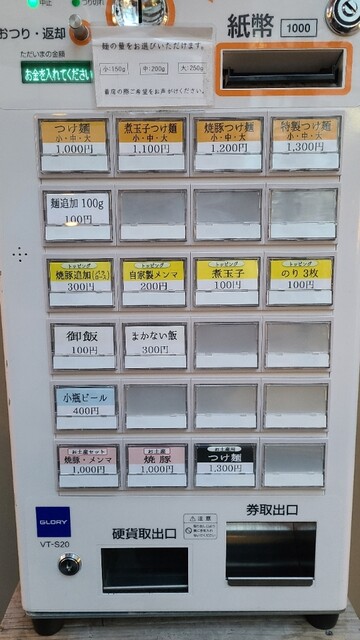 中止
つり切れ
おつり・返却
ただいまの金額
お金を入れてください
麺の量をお選びいただけます。
小:150g 中:200g 大:250g
着席の際ご希望をお声がけください。
紙幣 1000
つけ麺
小・中・大
1,000円
煮玉子つけ麺
小・中・大
1,100円
焼豚つけ麺
小・中・大
1,200円
特製つけ麺
小・中・大
1,300円
麺追加 100g
100円
トッピング
300円
トッピング
自家製メンマ
200円
トッピング
煮玉子
100円
トッピング
のり 3枚
100円
御飯
100円
まかない飯
300円
小瓶ビール
400円
お土産セット
焼豚・メンマ
1,000円
お土産
焼豚
1,000円
つけ麺
1,300円
GLORY
VT-S20
硬貨取出口
注意
券取出口